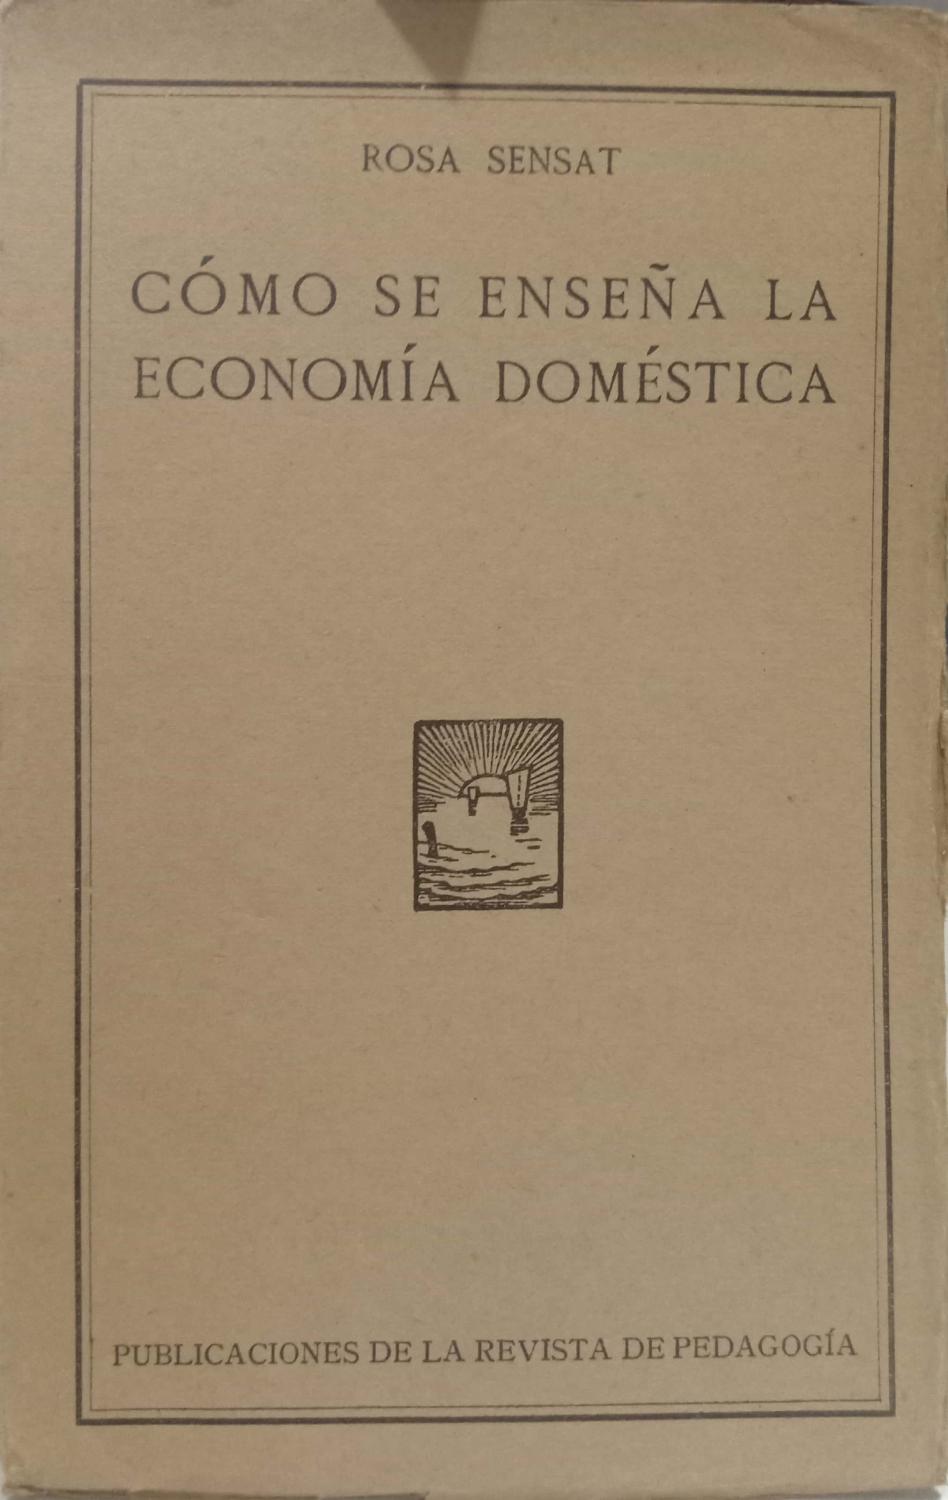 ROSA SENSAT
CÓMO SE ENSEÑA LA
ECONOMÍA DOMÉSTICA
PUBLICACIONES DE LA REVISTA DE PEDAGOGÍA